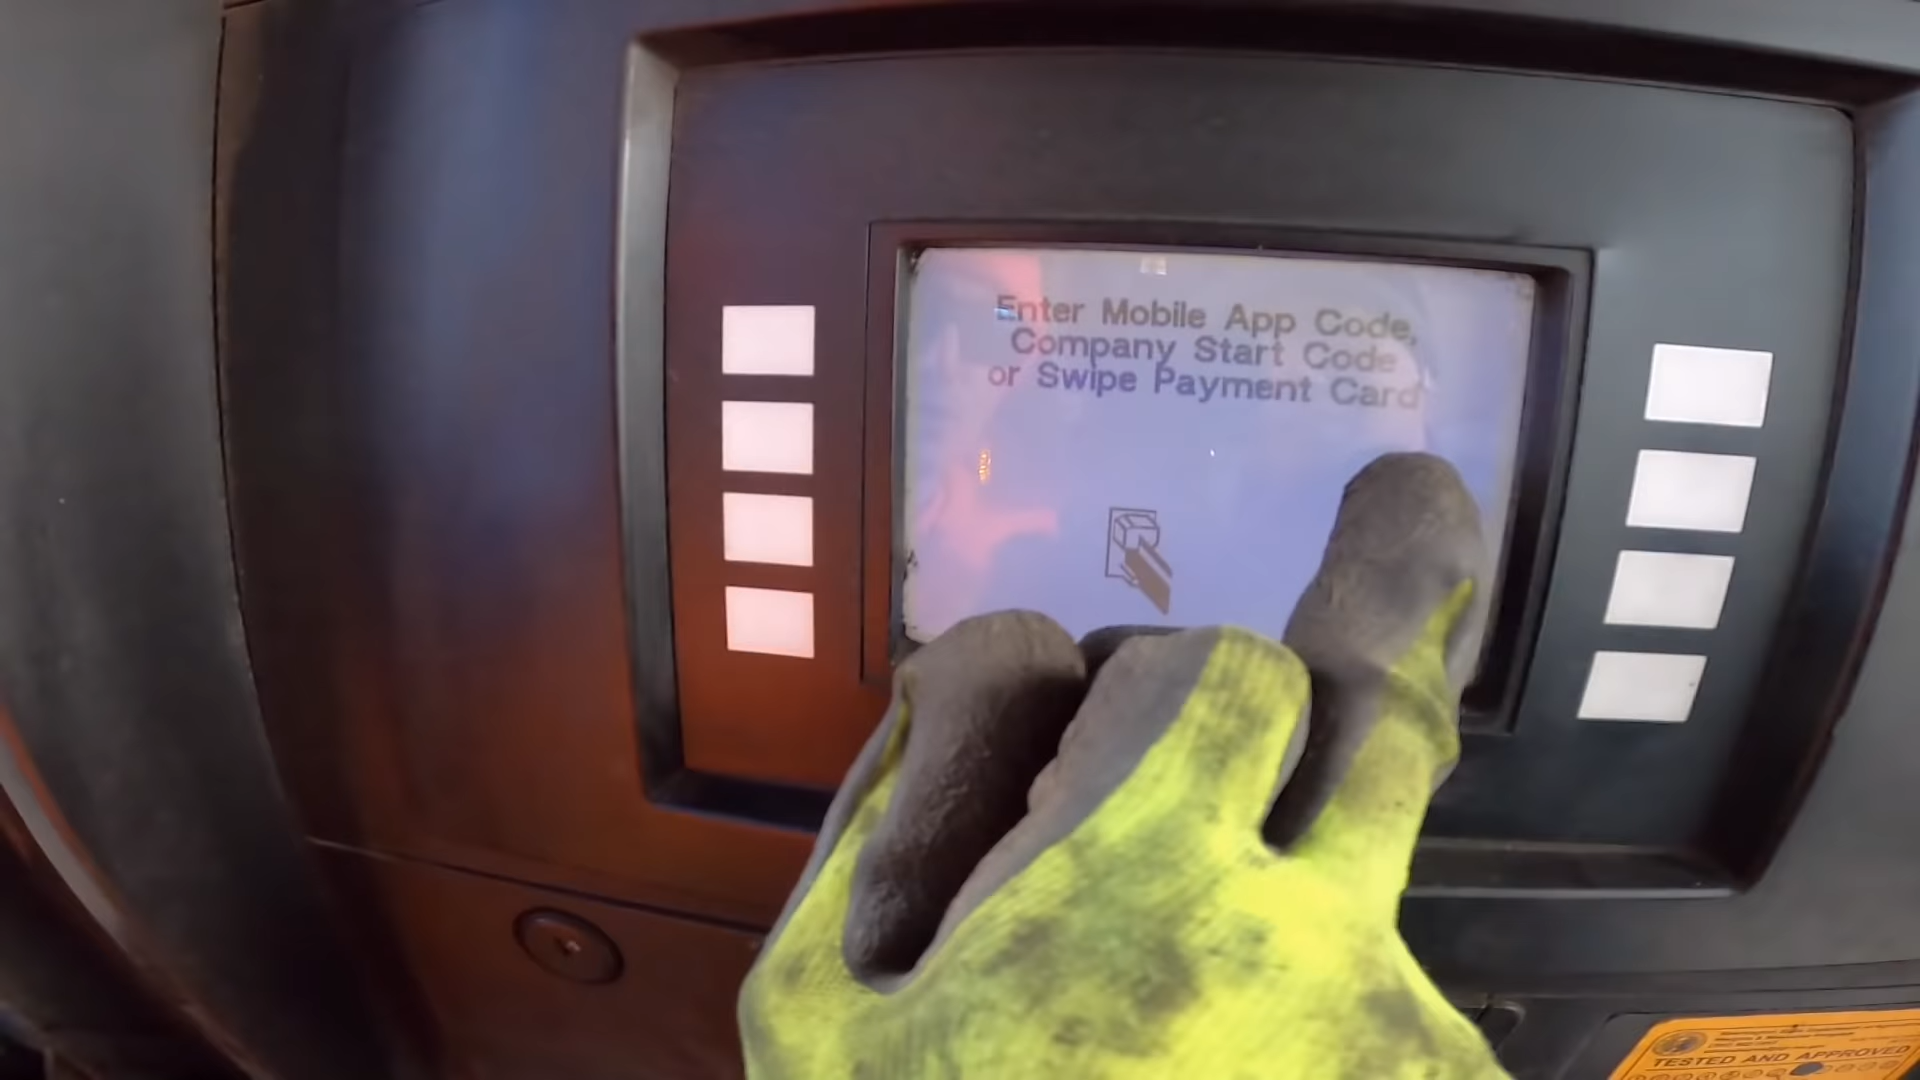 Enter Mobile App Code,
Company Start Code
or Swipe Payment Card
TESTED AND APPROVED